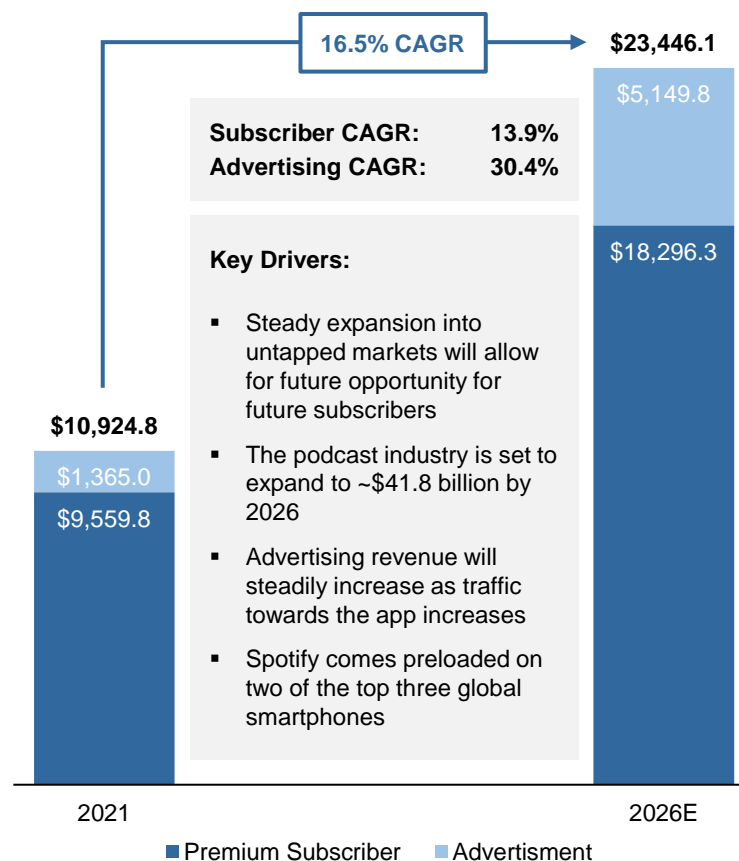 16.5% CAGR
$23,446.1
$5,149.8
Subscriber CAGR: 13.9%
Advertising CAGR: 30.4%
$18,296.3
Key Drivers:
▪ Steady expansion into
untapped markets will allow
for future opportunity for
future subscribers
▪ The podcast industry is set to
expand to ~$41.8 billion by
2026
▪ Advertising revenue will
steadily increase as traffic
towards the app increases
▪ Spotify comes preloaded on
two of the top three global
smartphones
$10,924.8
$1,365.0
$9,559.8
2021
2026E
Premium Subscriber
Advertisment